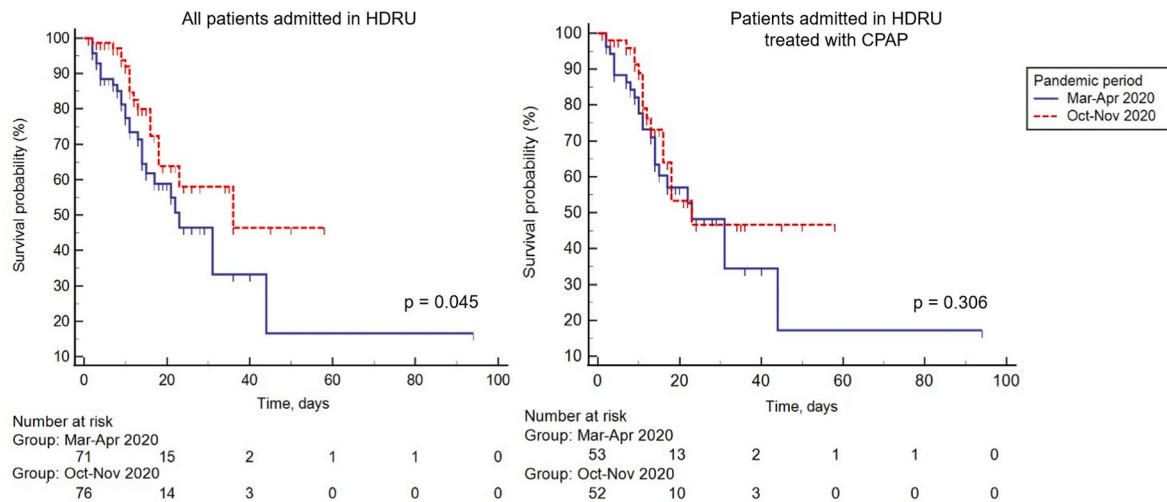 All patients admitted in HDRU
Survival probability (%)
100
90
80
70
60
50
40
30
20
10
p = 0.045
0 20 40 60 80 100
Time, days
Number at risk
Group: Mar-Apr 2020
71 15 2 1 1 0
Group: Oct-Nov 2020
76 14 3 0 0 0
Patients admitted in HDRU
treated with CPAP
Survival probability (%)
100
90
80
70
60
50
40
30
20
10
p = 0.306
0 20 40 60 80 100
Time, days
Number at risk
Group: Mar-Apr 2020
53 13 2 1 1 0
Group: Oct-Nov 2020
52 10 3 0 0 0
Pandemic period
Mar-Apr 2020
Oct-Nov 2020